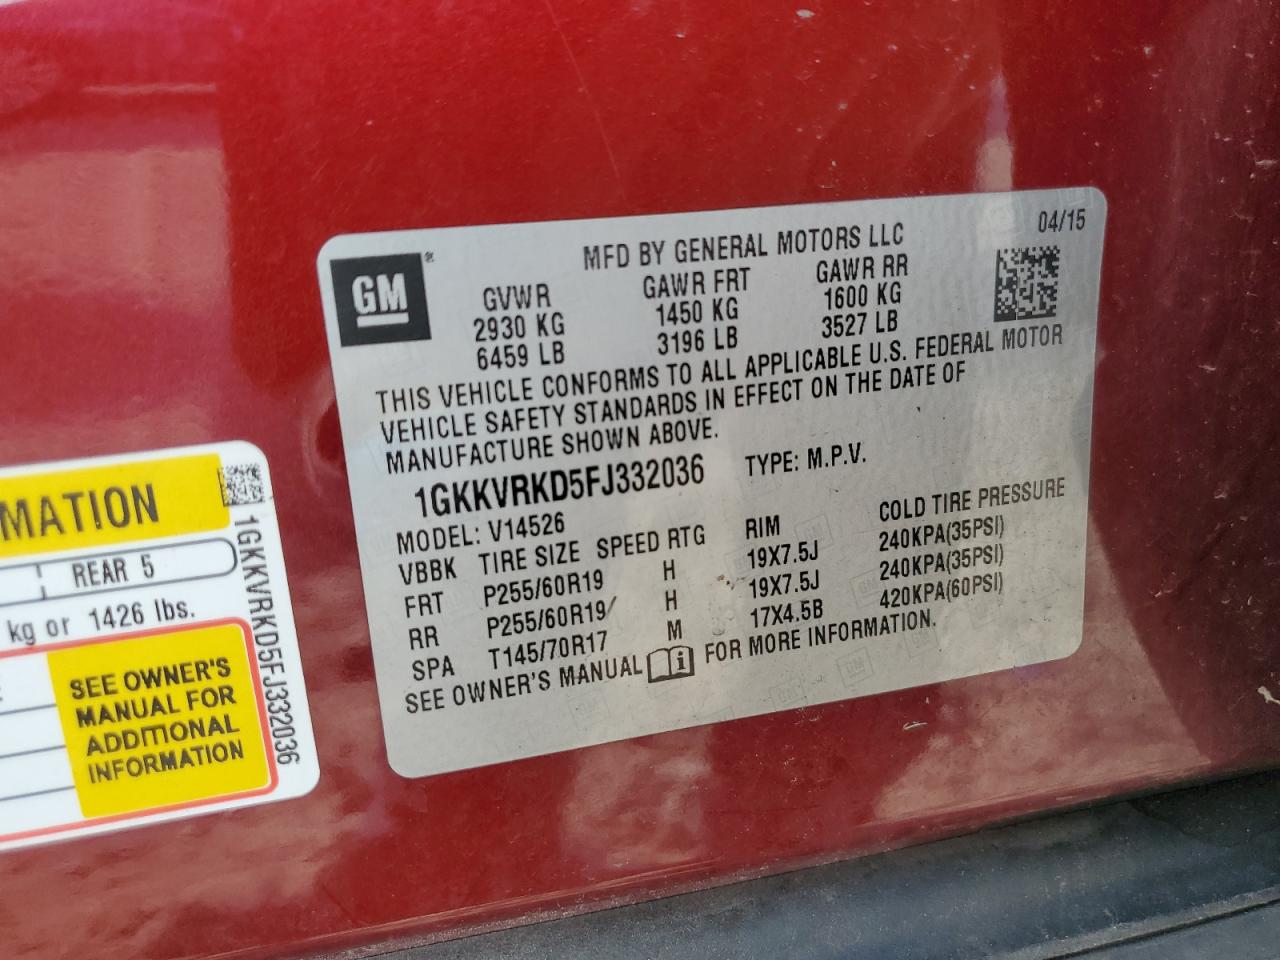 GM
MFD BY GENERAL MOTORS LLC
04/15
GVWR GAWR FRT GAWR RR
2930 KG 1450 KG 1600 KG
6459 LB 3196 LB 3527 LB
THIS VEHICLE CONFORMS TO ALL APPLICABLE U.S. FEDERAL MOTOR
VEHICLE SAFETY STANDARDS IN EFFECT ON THE DATE OF
MANUFACTURE SHOWN ABOVE.
1GKKVRKD5FJ332036 TYPE: M.P.V.
MODEL: V14526
VBBK TIRE SIZE SPEED RTG RIM COLD TIRE PRESSURE
FRT P255/60R19 H 19X7.5J 240KPA(35PSI)
RR P255/60R19/ H 19X7.5J 240KPA(35PSI)
SPA T145/70R17 M 17X4.5B 420KPA(60PSI)
SEE OWNER'S MANUAL FOR MORE INFORMATION.
MATION
REAR 5
kg or 1426 lbs.
SEE OWNER'S
MANUAL FOR
ADDITIONAL
INFORMATION
1GKKVRKD5FJ332036